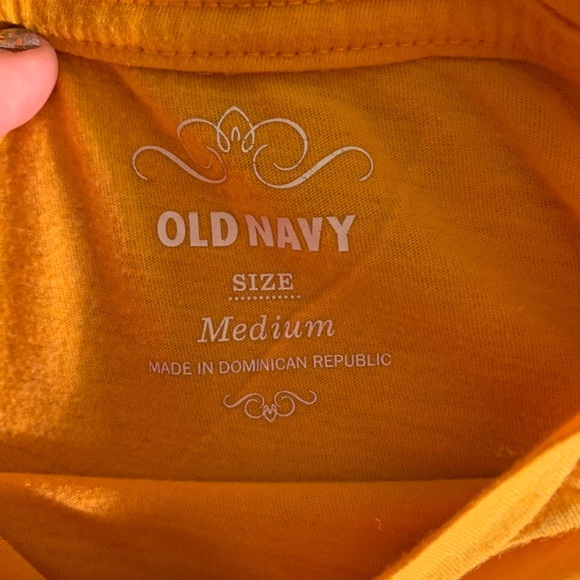 OLD NAVY
SIZE
Medium
MADE IN DOMINICAN REPUBLIC